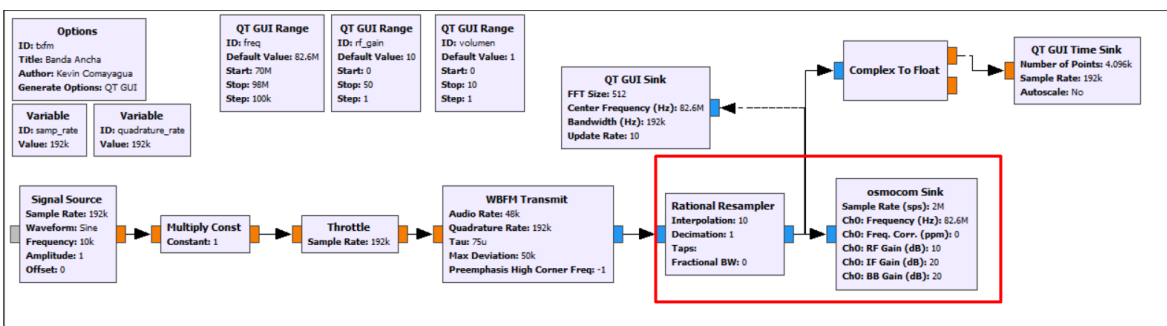 Options
ID: txfm
Title: Banda Ancha
Author: Kevin Comayagua
Generate Options: QT GUI
Variable
ID: samp_rate
Value: 192k
Variable
ID: quadrature_rate
Value: 192k
QT GUI Range
ID: freq
Default Value: 82.6M
Start: 70M
Stop: 98M
Step: 100k
QT GUI Range
ID: rf_gain
Default Value: 10
Start: 0
Stop: 50
Step: 1
QT GUI Range
ID: volumen
Default Value: 1
Start: 0
Stop: 10
Step: 1
QT GUI Sink
FFT Size: 512
Center Frequency (Hz): 82.6M
Bandwidth (Hz): 192k
Update Rate: 10
Complex To Float
QT GUI Time Sink
Number of Points: 4.096k
Sample Rate: 192k
Autoscale: No
Signal Source
Sample Rate: 192k
Waveform: Sine
Frequency: 10k
Amplitude: 1
Offset: 0
Multiply Const
Constant: 1
Throttle
Sample Rate: 192k
WBFM Transmit
Audio Rate: 48k
Quadrature Rate: 192k
Tau: 75u
Max Deviation: 50k
Preemphasis High Corner Freq: -1
Rational Resampler
Interpolation: 10
Decimation: 1
Taps:
Fractional BW: 0
osmocom Sink
Sample Rate (sps): 2M
Ch0: Frequency (Hz): 82.6M
Ch0: Freq. Corr. (ppm): 0
Ch0: RF Gain (dB): 10
Ch0: IF Gain (dB): 20
Ch0: BB Gain (dB): 20